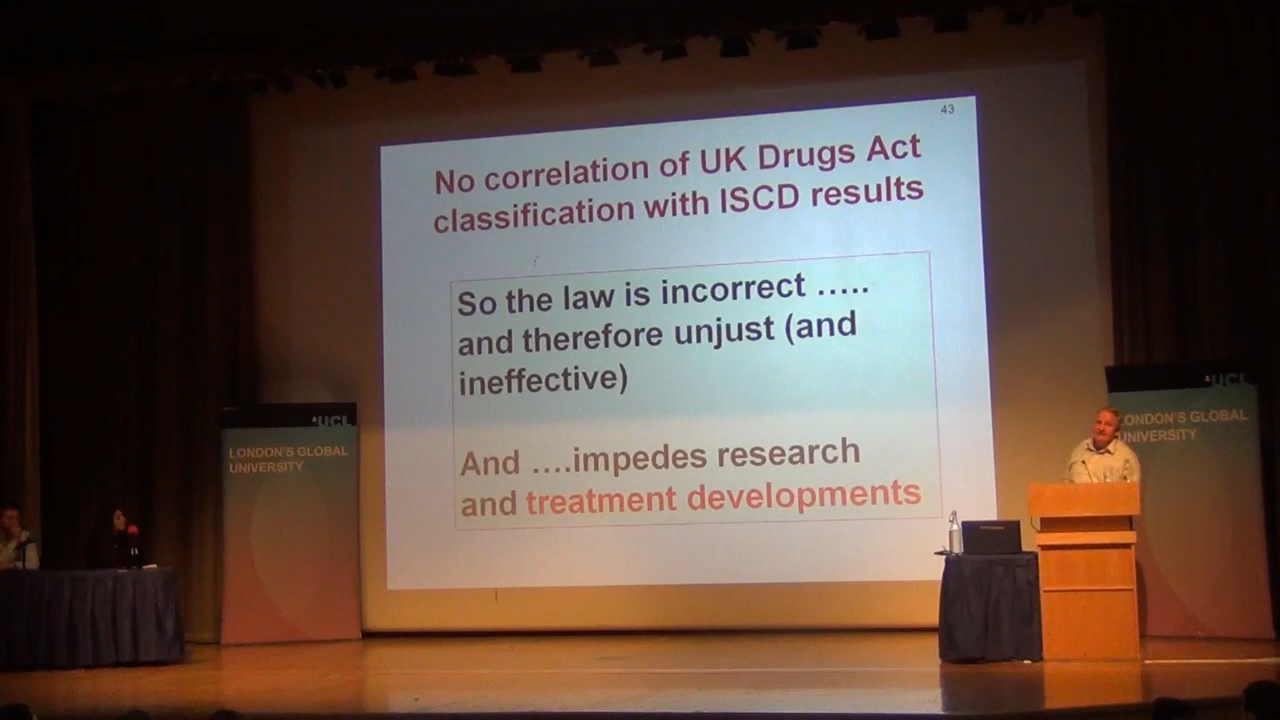 43
No correlation of UK Drugs Act
classification with ISCD results
So the law is incorrect …..
and therefore unjust (and
ineffective)
And ….impedes research
and treatment developments
UCL
LONDON'S GLOBAL
UNIVERSITY
UCL
LONDON'S GLOBAL
UNIVERSITY